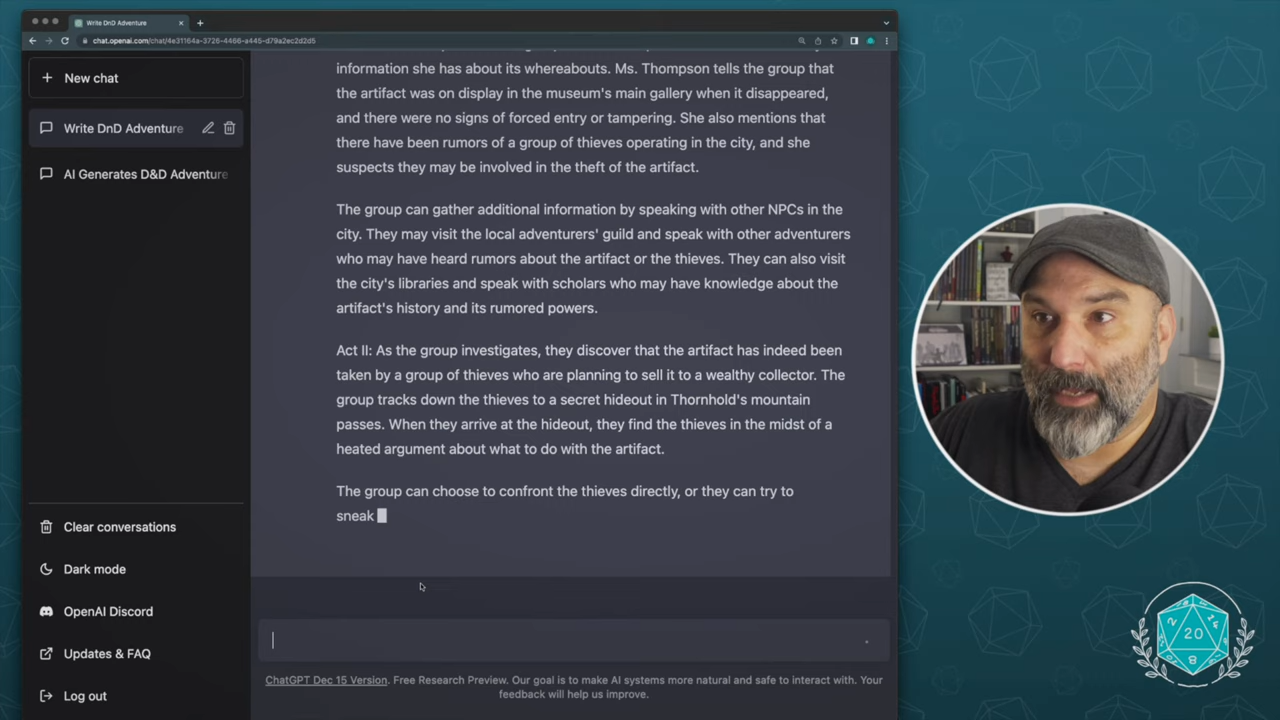 Write DnD Adventure
chat.openai.com/chat/4e31164a-3726-4466-a445-d79a2ec2d2d5
New chat
Write DnD Adventure
AI Generates D&D Adventure
information she has about its whereabouts. Ms. Thompson tells the group that
the artifact was on display in the museum's main gallery when it disappeared,
and there were no signs of forced entry or tampering. She also mentions that
there have been rumors of a group of thieves operating in the city, and she
suspects they may be involved in the theft of the artifact.
The group can gather additional information by speaking with other NPCs in the
city. They may visit the local adventurers' guild and speak with other adventurers
who may have heard rumors about the artifact or the thieves. They can also visit
the city's libraries and speak with scholars who may have knowledge about the
artifact's history and its rumored powers.
Act II: As the group investigates, they discover that the artifact has indeed been
taken by a group of thieves who are planning to sell it to a wealthy collector. The
group tracks down the thieves to a secret hideout in Thornhold's mountain
passes. When they arrive at the hideout, they find the thieves in the midst of a
heated argument about what to do with the artifact.
The group can choose to confront the thieves directly, or they can try to
sneak
Clear conversations
Dark mode
OpenAI Discord
Updates & FAQ
Log out
ChatGPT Dec 15 Version. Free Research Preview. Our goal is to make AI systems more natural and safe to interact with. Your
feedback will help us improve.
2
14
20
8